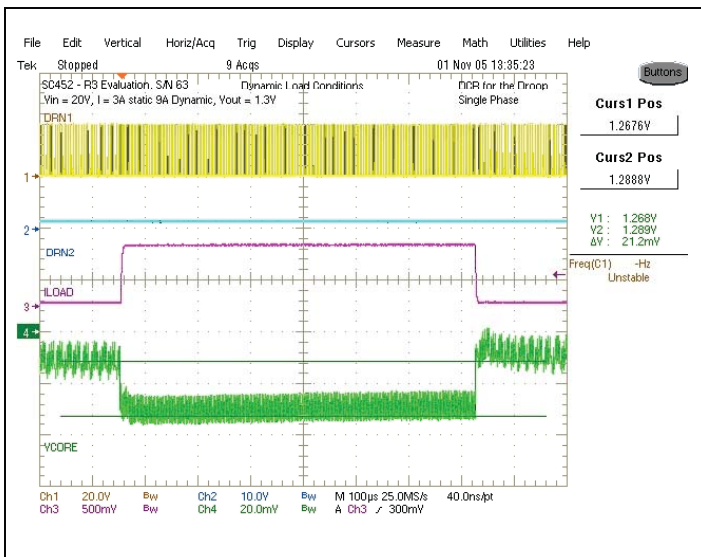 File Edit Vertical Horiz/Acq Trig Display Cursors Measure Math Utilities Help
Tek Stopped 9 Acqs 01 Nov 05 13:35:23
Buttons
SC452 - R3 Evaluation. S/N 63 Dynamic Load Conditions DCR for the Droop
Vin = 20V, I = 3A static 9A Dynamic, Vout = 1.3V Single Phase
Curs1 Pos
1.2676V
DRN1
Curs2 Pos
1.2888V
1
V1 : 1.268V
V2 : 1.289V
ΔV : 21.2mV
2
DRN2
Freq(C1) -Hz
Unstable
ILOAD
3
4
VCORE
Ch1 20.0V Bw Ch2 10.0V Bw M 100µs 25.0MS/s 40.0ns/pt
Ch3 500mV Bw Ch4 20.0mV Bw A Ch3 / 300mV